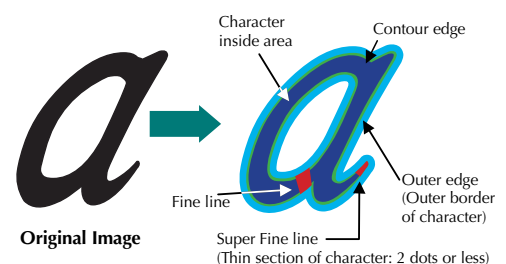 Character
inside area
Contour edge
Fine line
Outer edge
(Outer border
of character)
Original Image
Super Fine line
(Thin section of character: 2 dots or less)